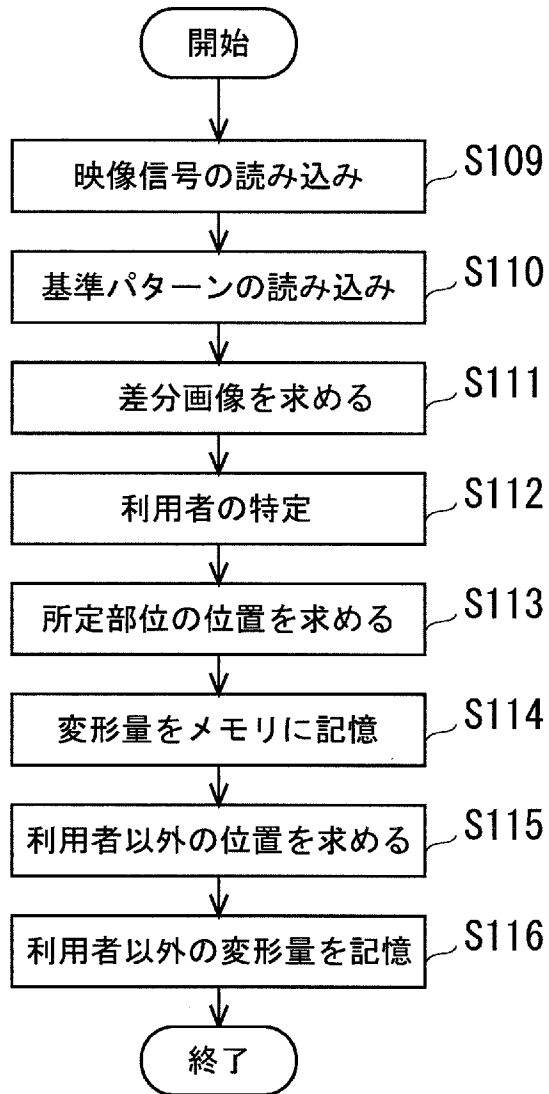 開始
映像信号の読み込み S109
基準パターンの読み込み S110
差分画像を求める S111
利用者の特定 S112
所定部位の位置を求める S113
変形量をメモリに記憶 S114
利用者以外の位置を求める S115
利用者以外の変形量を記憶 S116
終了